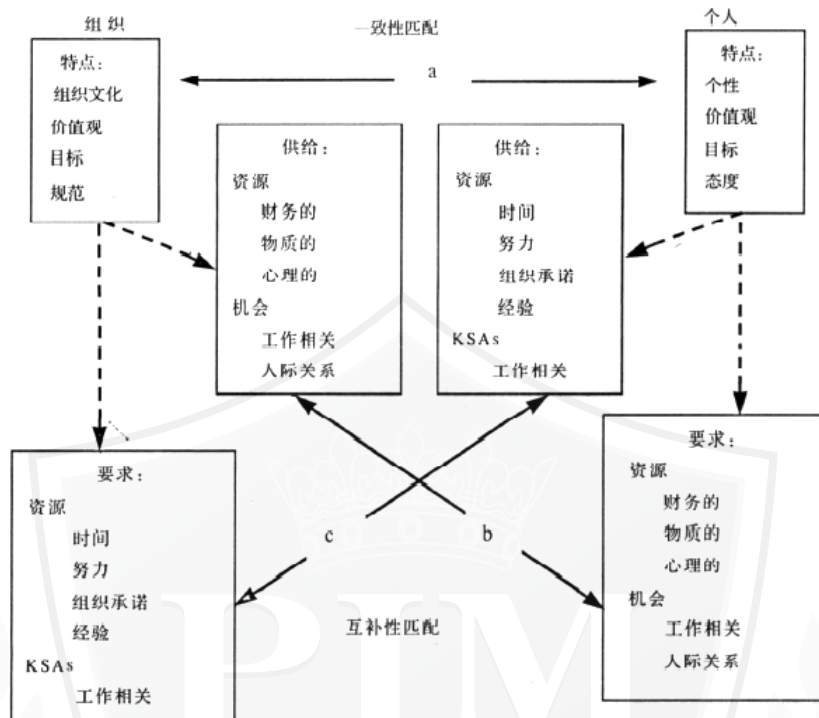 组织
一致性匹配
个人
特点：
组织文化
价值观
目标
规范
a
特点：
个性
价值观
目标
态度
供给：
资源
财务的
物质的
心理的
机会
工作相关
人际关系
供给：
资源
时间
努力
组织承诺
经验
KSAs
工作相关
要求：
资源
时间
努力
组织承诺
经验
KSAs
工作相关
c
b
互补性匹配
要求：
资源
财务的
物质的
心理的
机会
工作相关
人际关系
PIM